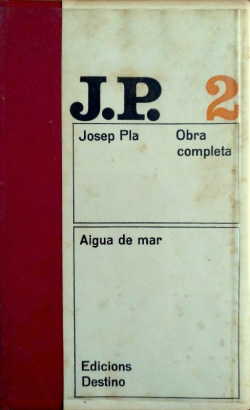 J.P. 2
Josep Pla Obra
completa
Aigua de mar
Edicions
Destino